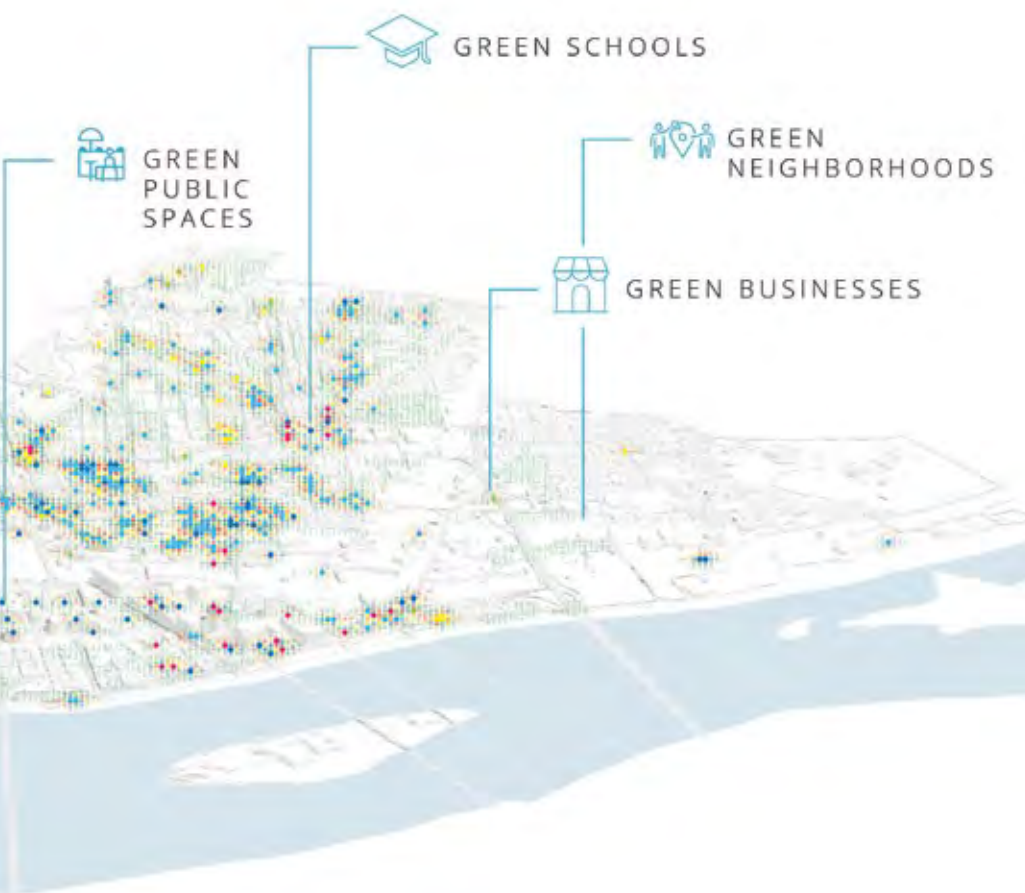 GREEN SCHOOLS
GREEN
PUBLIC
SPACES
GREEN
NEIGHBORHOODS
GREEN BUSINESSES